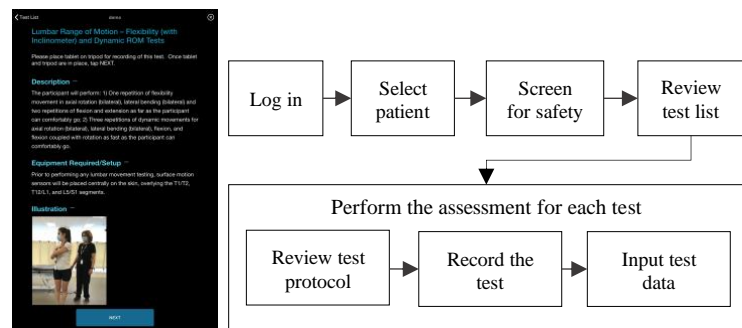 Test List
demo
Lumbar Range of Motion – Flexibility (with
Inclinometer) and Dynamic ROM Tests
Please place tablet on tripod for recording of this test. Once tablet
and tripod are in place, tap NEXT.
Description
The participant will perform: 1) One repetition of flexibility
movement in axial rotation (bilateral), lateral bending (bilateral) and
two repetitions of flexion and extension as far as the participant
can comfortably go; 2) Three repetitions of dynamic movements for
axial rotation (bilateral), lateral bending (bilateral), flexion, and
flexion coupled with rotation as fast as the participant can
comfortably go.
Equipment Required/Setup
Prior to performing any lumbar movement testing, surface motion
sensors will be placed centrally on the skin, overlying the T1/T2,
T12/L1, and L5/S1 segments.
Illustration
NEXT
Log in
Select
patient
Screen
for safety
Review
test list
Perform the assessment for each test
Review test
protocol
Record the
test
Input test
data